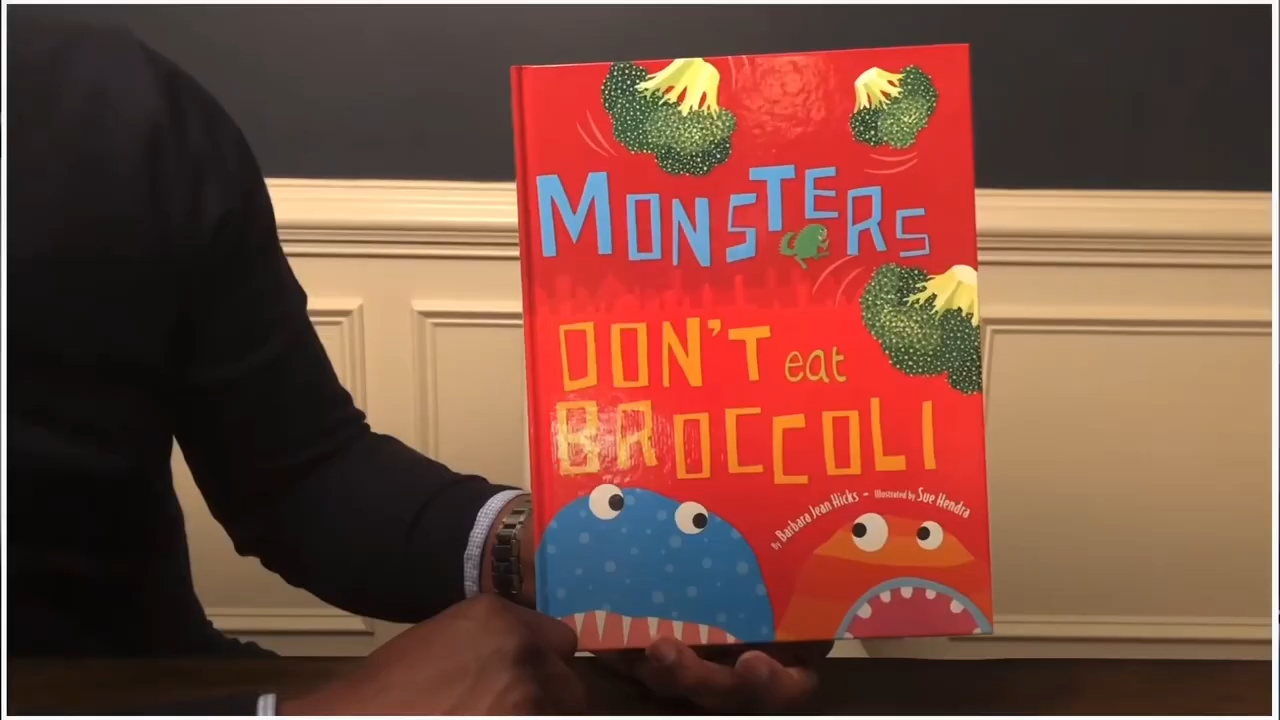 MONSTERS
DON'T eat
BROCCOLI
By Barbara Jean Hicks - Illustrated by Sue Hendra